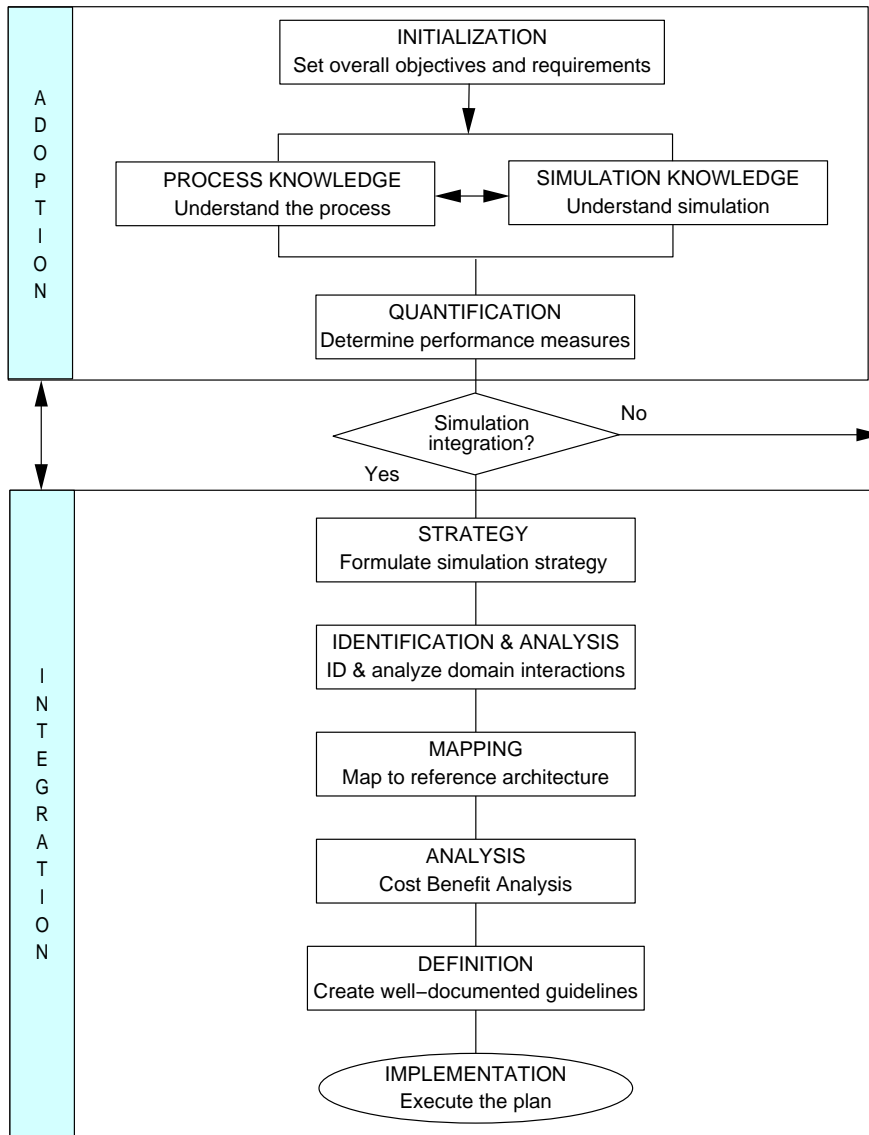 ADOPTION
INITIALIZATION
Set overall objectives and requirements
PROCESS KNOWLEDGE
Understand the process
SIMULATION KNOWLEDGE
Understand simulation
QUANTIFICATION
Determine performance measures
Simulation
integration?
No
Yes
INTEGRATION
STRATEGY
Formulate simulation strategy
IDENTIFICATION & ANALYSIS
ID & analyze domain interactions
MAPPING
Map to reference architecture
ANALYSIS
Cost Benefit Analysis
DEFINITION
Create well−documented guidelines
IMPLEMENTATION
Execute the plan